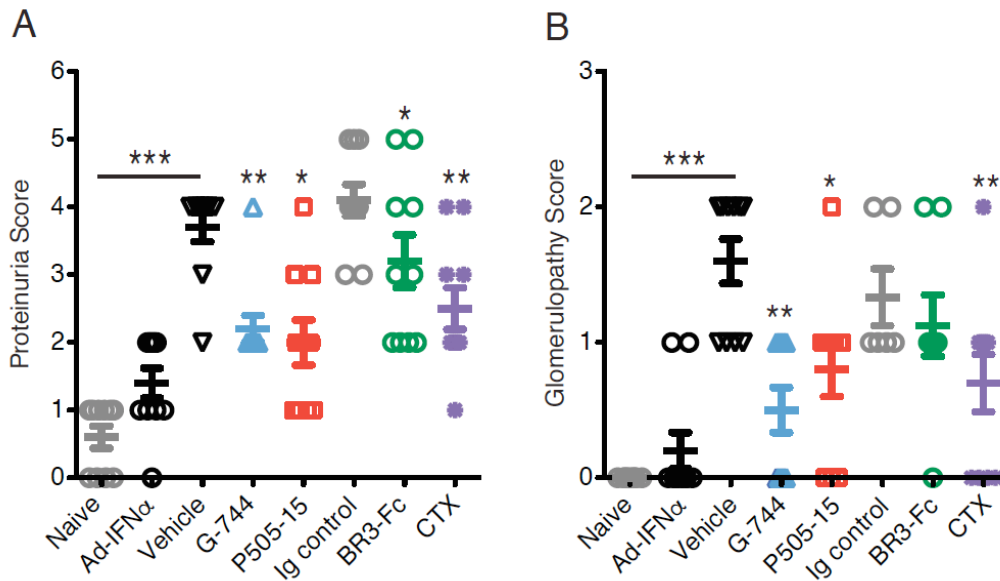 A
Proteinuria Score
6
5
4
3
2
1
0
***
**
*
*
**
Naive
Ad-IFNα
Vehicle
G-744
P505-15
Ig control
BR3-Fc
CTX
B
Glomerulopathy Score
3
2
1
0
***
**
*
**
Naive
Ad-IFNα
Vehicle
G-744
P505-15
Ig control
BR3-Fc
CTX